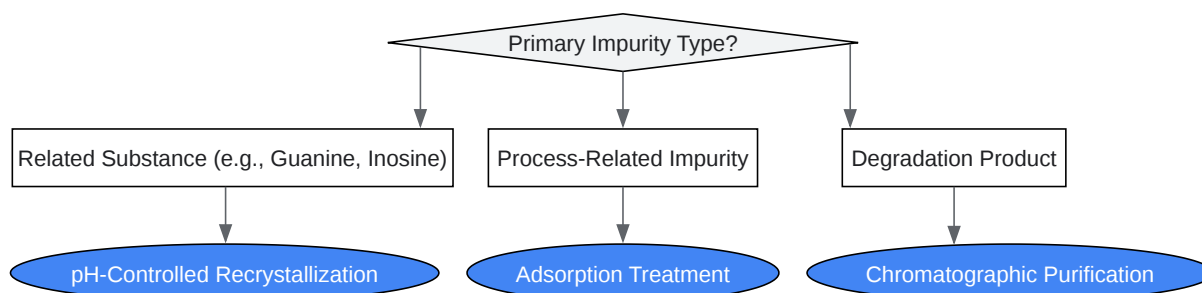 Primary Impurity Type?
Related Substance (e.g., Guanine, Inosine)
Process-Related Impurity
Degradation Product
pH-Controlled Recrystallization
Adsorption Treatment
Chromatographic Purification